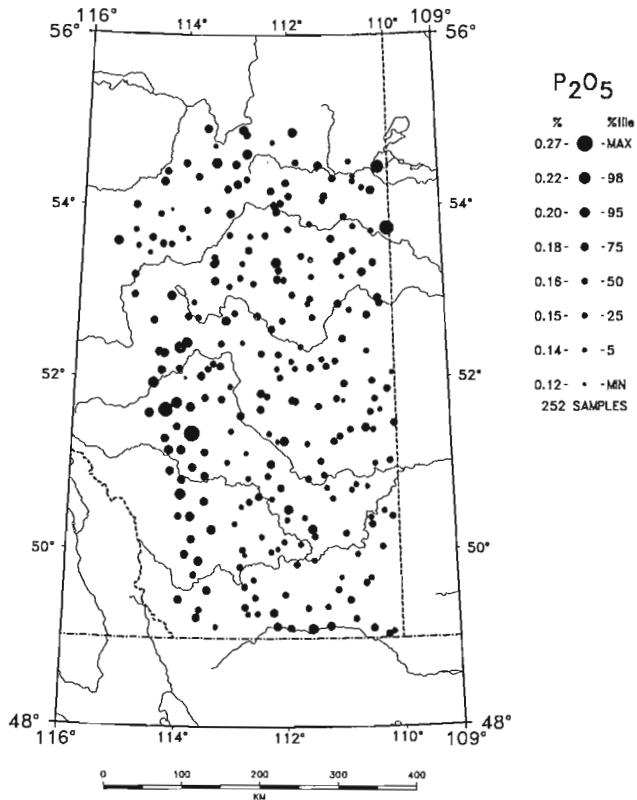 116° 114° 112° 110° 109°
56° 56°
54° 54°
52° 52°
50° 50°
48° 48°
116° 114° 112° 110° 109°
P₂O₅
% %ile
0.27- -MAX
0.22- -98
0.20- -95
0.18- -75
0.16- -50
0.15- -25
0.14- -5
0.12- -MIN
252 SAMPLES
0 100 200 300 400
KM